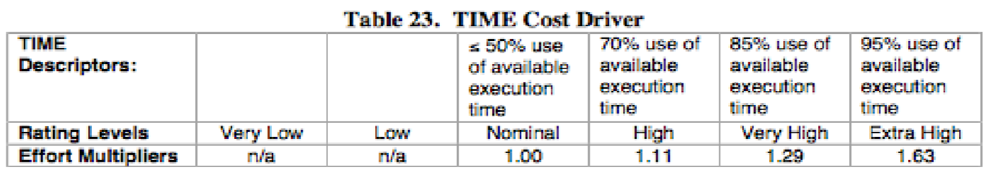 Table 23. TIME Cost Driver
TIME Descriptors: ≤ 50% use of available execution time 70% use of available execution time 85% use of available execution time 95% use of available execution time
Rating Levels Very Low Low Nominal High Very High Extra High
Effort Multipliers n/a n/a 1.00 1.11 1.29 1.63